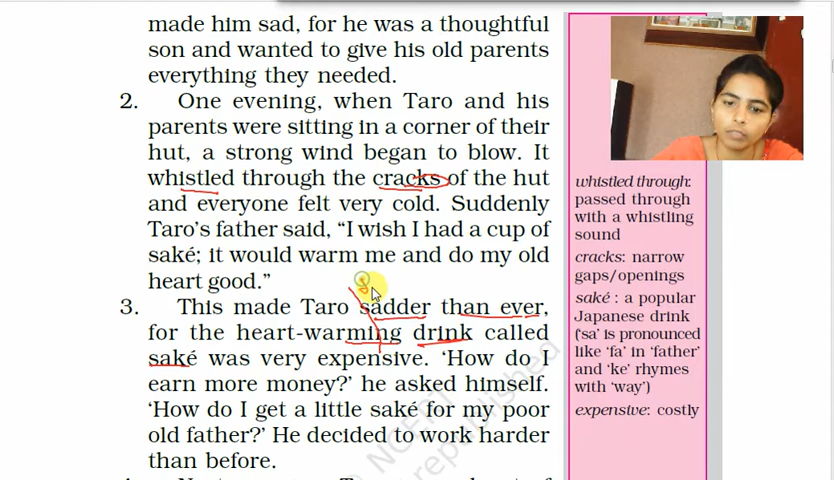 made him sad, for he was a thoughtful
son and wanted to give his old parents
everything they needed.
2. One evening, when Taro and his
parents were sitting in a corner of their
hut, a strong wind began to blow. It
whistled through the cracks of the hut
and everyone felt very cold. Suddenly
Taro's father said, “I wish I had a cup of
saké; it would warm me and do my old
heart good.”
3. This made Taro sadder than ever,
for the heart-warming drink called
saké was very expensive. ‘How do I
earn more money?’ he asked himself.
‘How do I get a little saké for my poor
old father?’ He decided to work harder
than before.
whistled through:
passed through
with a whistling
sound
cracks: narrow
gaps/openings
saké : a popular
Japanese drink
(‘sa’ is pronounced
like ‘fa’ in ‘father’
and ‘ke’ rhymes
with ‘way’)
expensive: costly
© NCERT
republished